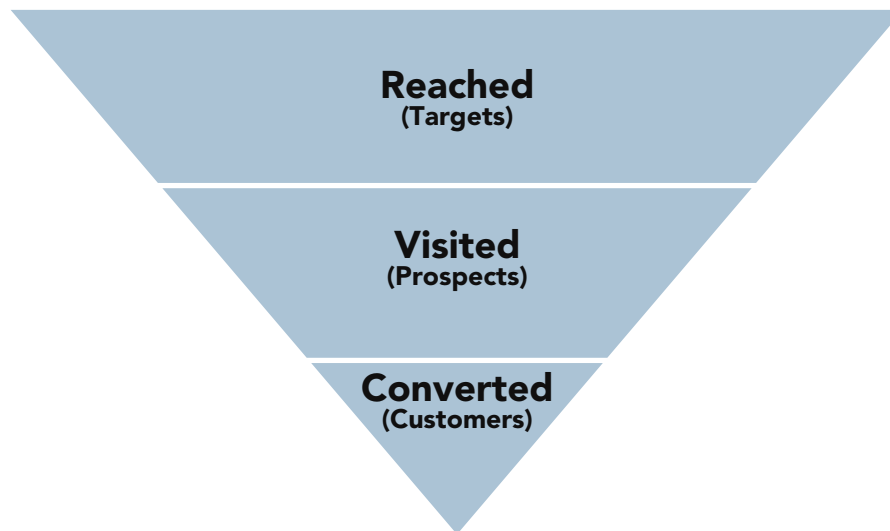 Reached
(Targets)
Visited
(Prospects)
Converted
(Customers)